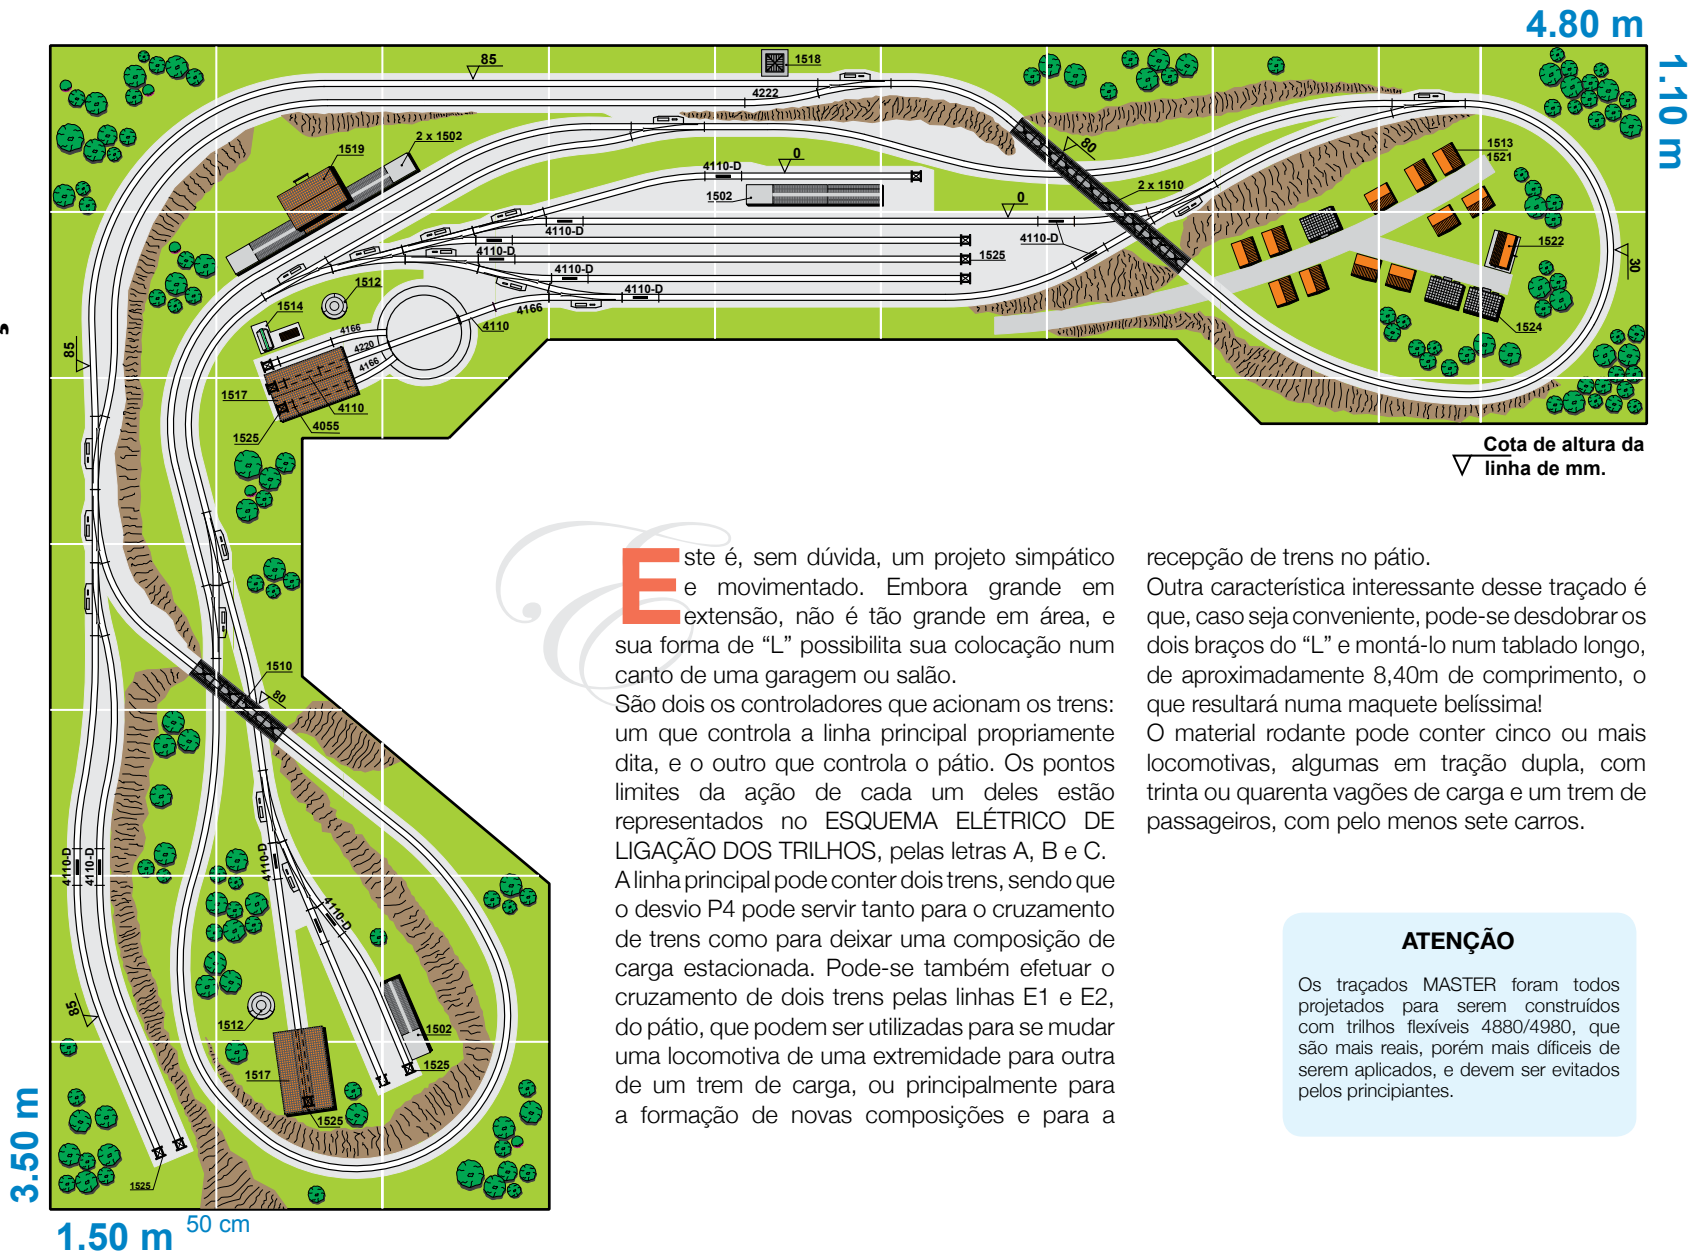 4.80 m
1.10 m
85
1518
4222
2 x 1502
1519
80
1513
1521
4110-D
0
1502
2 x 1510
0
4110-D
4110-D
1522
4110-D
1525
30
4110-D
4110-D
1512
1514
4166
4110
1524
4166
4220
4166
85
1517
4110
4055
1525
Cota de altura da
linha de mm.
1510
80
4110-D
4110-D
4110-D
4110-D
85
1512
1502
1525
1517
1525
1525
3.50 m
1.50 m
50 cm
Este é, sem dúvida, um projeto simpático
e movimentado. Embora grande em
extensão, não é tão grande em área, e
sua forma de “L” possibilita sua colocação num
canto de uma garagem ou salão.
São dois os controladores que acionam os trens:
um que controla a linha principal propriamente
dita, e o outro que controla o pátio. Os pontos
limites da ação de cada um deles estão
representados no ESQUEMA ELÉTRICO DE
LIGAÇÃO DOS TRILHOS, pelas letras A, B e C.
A linha principal pode conter dois trens, sendo que
o desvio P4 pode servir tanto para o cruzamento
de trens como para deixar uma composição de
carga estacionada. Pode-se também efetuar o
cruzamento de dois trens pelas linhas E1 e E2,
do pátio, que podem ser utilizadas para se mudar
uma locomotiva de uma extremidade para outra
de um trem de carga, ou principalmente para
a formação de novas composições e para a
recepção de trens no pátio.
Outra característica interessante desse traçado é
que, caso seja conveniente, pode-se desdobrar os
dois braços do “L” e montá-lo num tablado longo,
de aproximadamente 8,40m de comprimento, o
que resultará numa maquete belíssima!
O material rodante pode conter cinco ou mais
locomotivas, algumas em tração dupla, com
trinta ou quarenta vagões de carga e um trem de
passageiros, com pelo menos sete carros.
ATENÇÃO
Os traçados MASTER foram todos
projetados para serem construídos
com trilhos flexíveis 4880/4980, que
são mais reais, porém mais difíceis de
serem aplicados, e devem ser evitados
pelos principiantes.